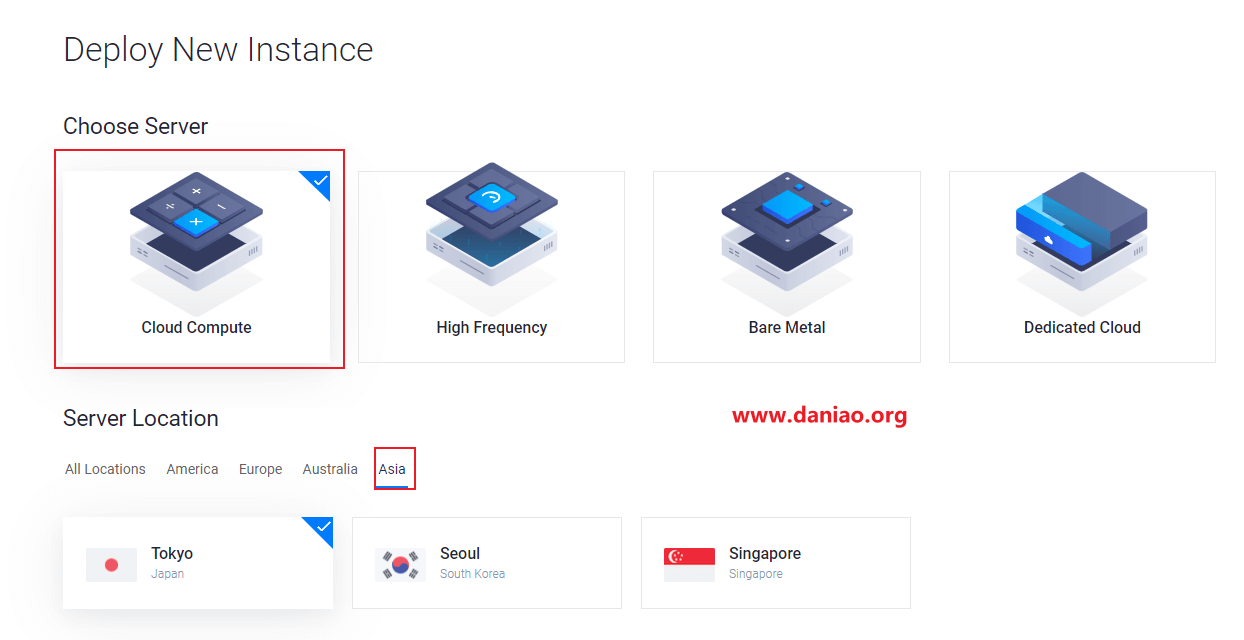 Deploy New Instance
Choose Server
Cloud Compute
High Frequency
Bare Metal
Dedicated Cloud
Server Location
www.daniao.org
All Locations America Europe Australia Asia
Tokyo
Japan
Seoul
South Korea
Singapore
Singapore